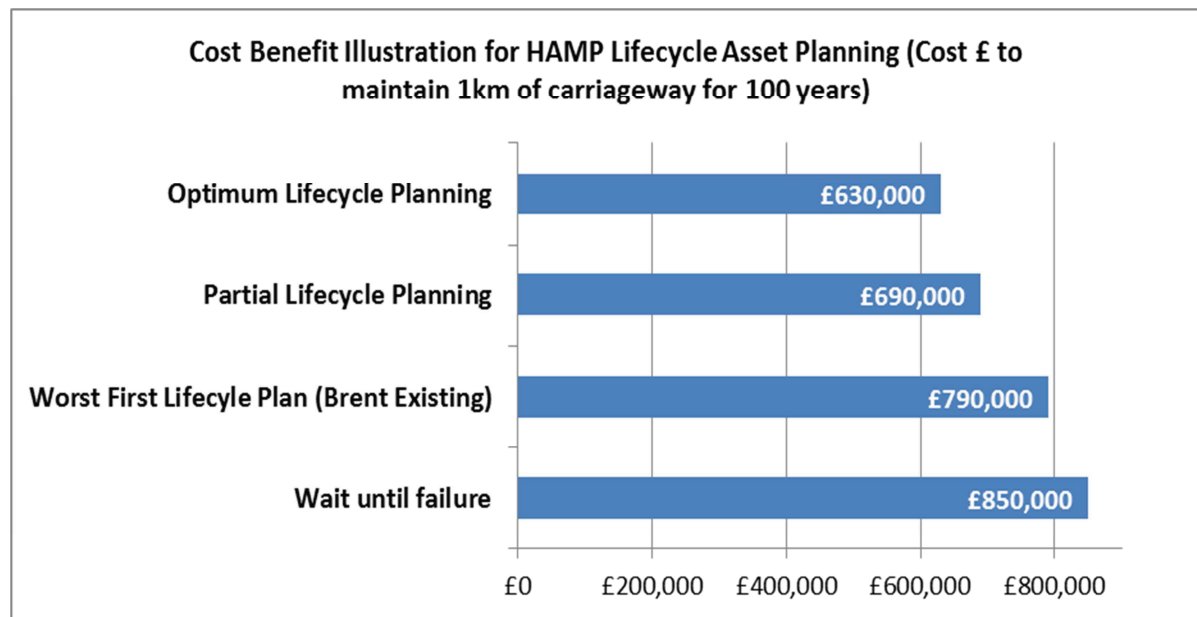 Cost Benefit Illustration for HAMP Lifecycle Asset Planning (Cost £ to
maintain 1km of carriageway for 100 years)
Optimum Lifecycle Planning
£630,000
Partial Lifecycle Planning
£690,000
Worst First Lifecyle Plan (Brent Existing)
£790,000
Wait until failure
£850,000
£0 £200,000 £400,000 £600,000 £800,000